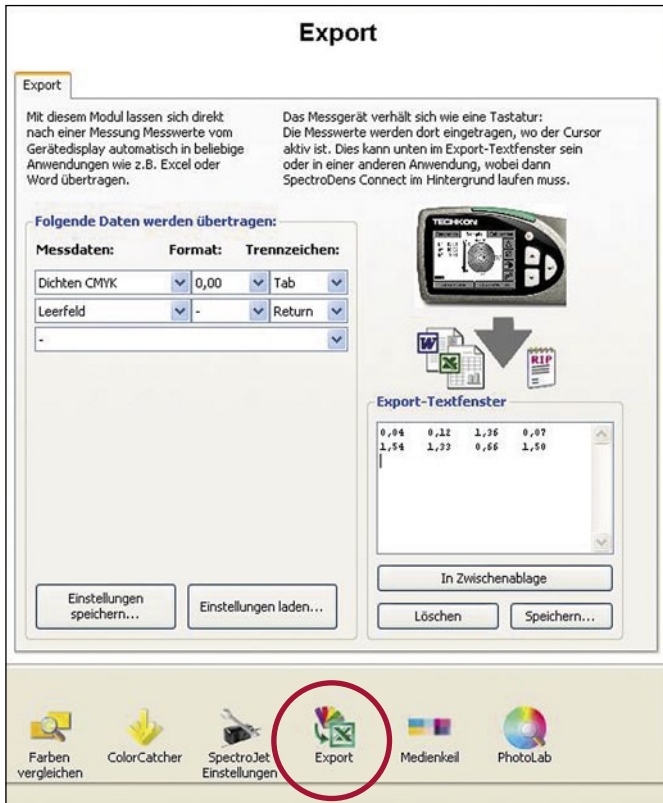 Export
Export
Mit diesem Modul lassen sich direkt
nach einer Messung Messwerte vom
Gerätedisplay automatisch in beliebige
Anwendungen wie z.B. Excel oder
Word übertragen.
Das Messgerät verhält sich wie eine Tastatur:
Die Messwerte werden dort eingetragen, wo der Cursor
aktiv ist. Dies kann unten im Export-Textfenster sein
oder in einer anderen Anwendung, wobei dann
SpectroDens Connect im Hintergrund laufen muss.
Folgende Daten werden übertragen:
Messdaten: Format: Trennzeichen:
Dichten CMYK 0,00 Tab
Leerfeld - Return
-
Einstellungen
speichern...
Einstellungen laden...
TECHKON
RIP
Export-Textfenster
0,04 0,12 1,36 0,07
1,54 1,33 0,66 1,50
In Zwischenablage
Löschen Speichern...
Farben
vergleichen
ColorCatcher
SpectroJet
Einstellungen
Export
Medienkeil
PhotoLab